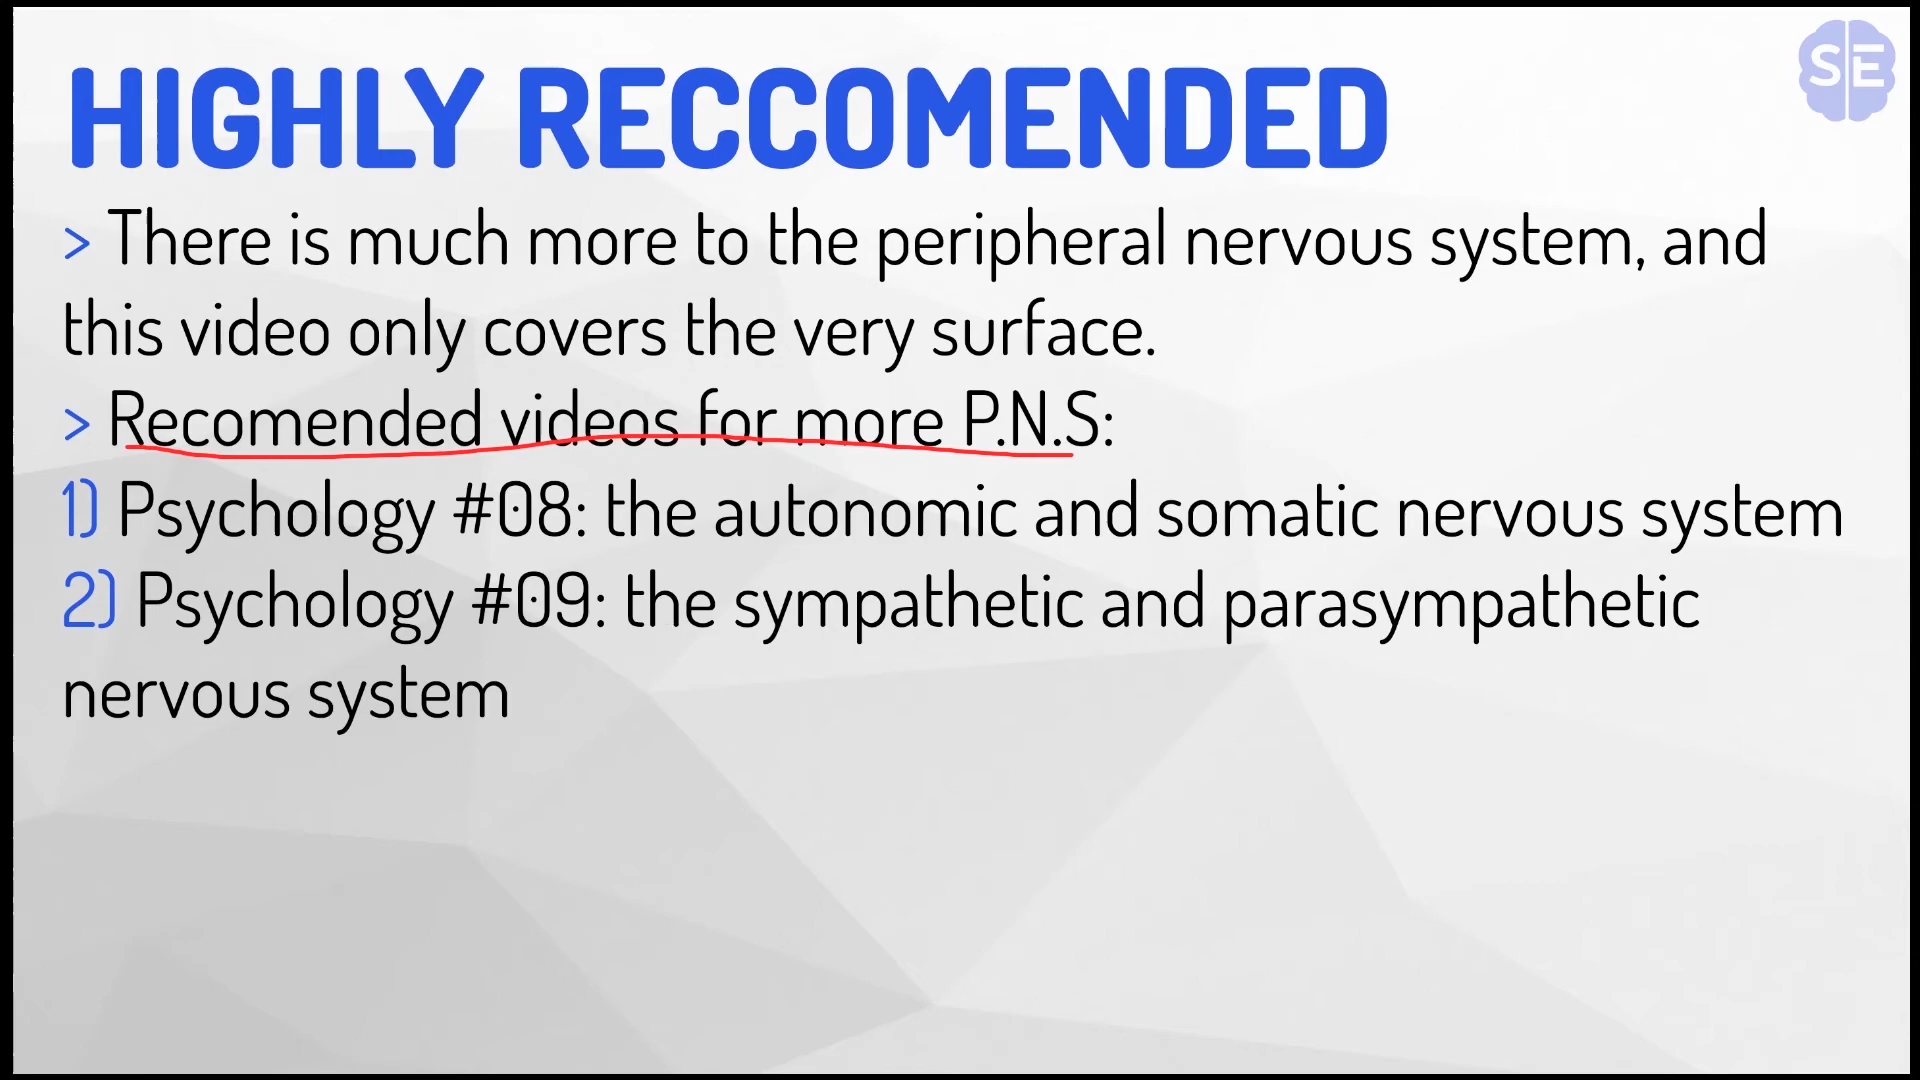 SE
HIGHLY RECCOMENDED
> There is much more to the peripheral nervous system, and
this video only covers the very surface.
> Recomended videos for more P.N.S:
1) Psychology #08: the autonomic and somatic nervous system
2) Psychology #09: the sympathetic and parasympathetic
nervous system